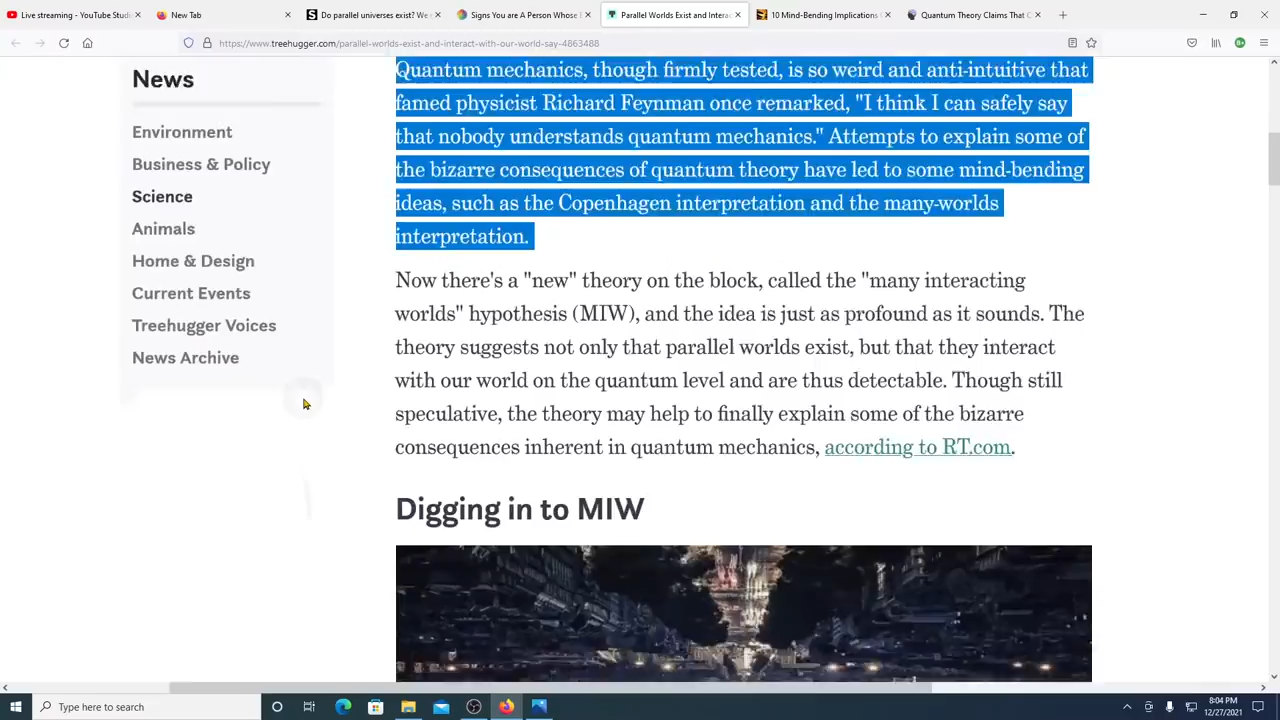 Live streaming - YouTube Studi
New Tab
Do parallel universes exist? We
Signs You are A Person Whose
Parallel Worlds Exist and Interac
10 Mind-Bending Implications
Quantum Theory Claims That C
https://www.treehugger.com/parallel-worlds-exist-and-interact-with-our-world-say-4863488
News
Environment
Business & Policy
Science
Animals
Home & Design
Current Events
Treehugger Voices
News Archive
Quantum mechanics, though firmly tested, is so weird and anti-intuitive that
famed physicist Richard Feynman once remarked, "I think I can safely say
that nobody understands quantum mechanics." Attempts to explain some of
the bizarre consequences of quantum theory have led to some mind-bending
ideas, such as the Copenhagen interpretation and the many-worlds
interpretation.
Now there's a "new" theory on the block, called the "many interacting
worlds" hypothesis (MIW), and the idea is just as profound as it sounds. The
theory suggests not only that parallel worlds exist, but that they interact
with our world on the quantum level and are thus detectable. Though still
speculative, the theory may help to finally explain some of the bizarre
consequences inherent in quantum mechanics, according to RT.com.
Digging in to MIW
Type here to search
8:04 PM
12/27/2021